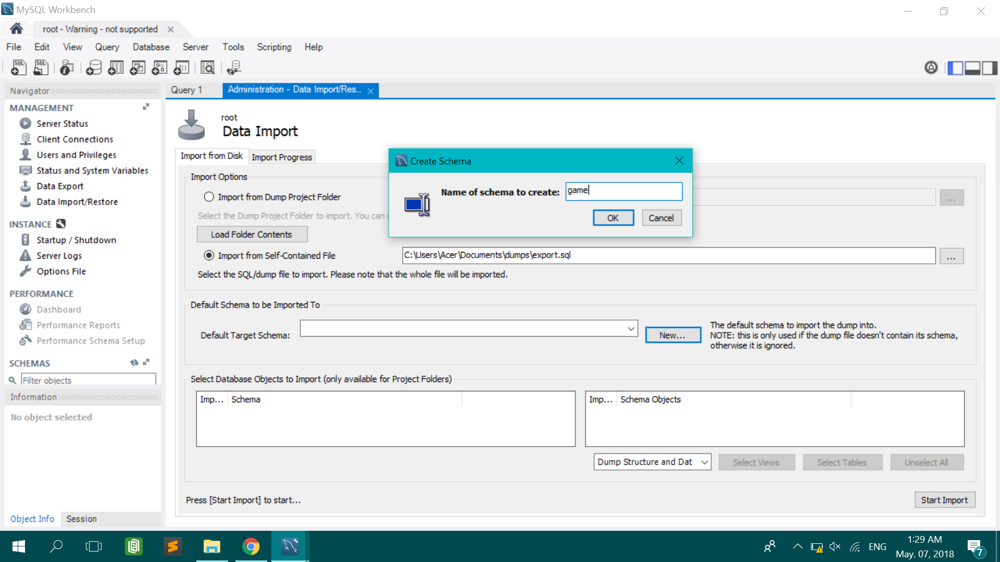 MySQL Workbench
root - Warning - not supported
File Edit View Query Database Server Tools Scripting Help
SQL SQL
Navigator
MANAGEMENT
Server Status
Client Connections
Users and Privileges
Status and System Variables
Data Export
Data Import/Restore
INSTANCE
Startup / Shutdown
Server Logs
Options File
PERFORMANCE
Dashboard
Performance Reports
Performance Schema Setup
SCHEMAS
Filter objects
Information
No object selected
Object Info Session
Query 1 Administration - Data Import/Res...
root
Data Import
Import from Disk Import Progress
Import Options
Import from Dump Project Folder
...
Select the Dump Project Folder to import. You can
Load Folder Contents
Import from Self-Contained File C:\Users\Acer\Documents\dumps\export.sql ...
Select the SQL/dump file to import. Please note that the whole file will be imported.
Create Schema
Name of schema to create: game
OK Cancel
Default Schema to be Imported To
Default Target Schema: New...
The default schema to import the dump into.
NOTE: this is only used if the dump file doesn't contain its schema,
otherwise it is ignored.
Select Database Objects to Import (only available for Project Folders)
Imp... Schema
Imp... Schema Objects
Dump Structure and Dat Select Views Select Tables Unselect All
Press [Start Import] to start...
Start Import
ENG
1:29 AM
May. 07, 2018
7